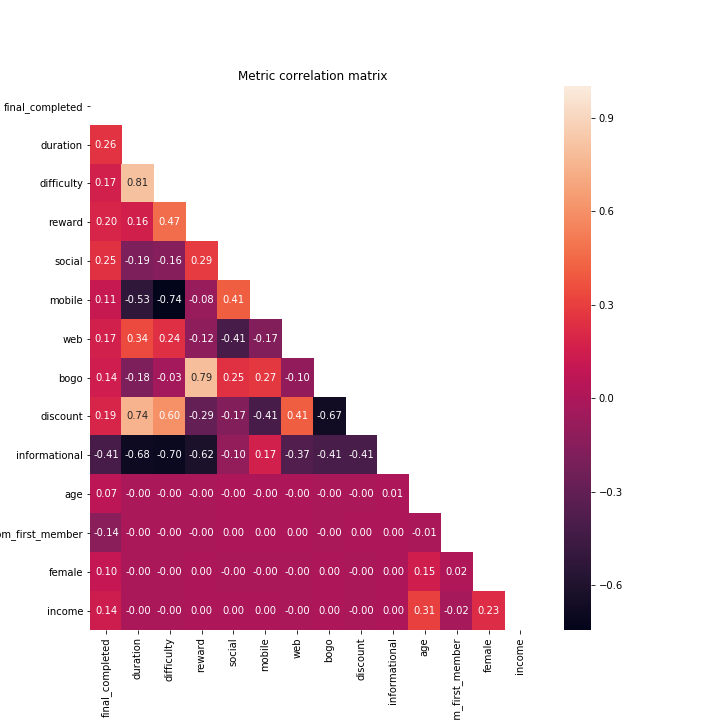 Metric correlation matrix
final_completed
duration 0.26
difficulty 0.17 0.81
reward 0.20 0.16 0.47
social 0.25 -0.19 -0.16 0.29
mobile 0.11 -0.53 -0.74 -0.08 0.41
web 0.17 0.34 0.24 -0.12 -0.41 -0.17
bogo 0.14 -0.18 -0.03 0.79 0.25 0.27 -0.10
discount 0.19 0.74 0.60 -0.29 -0.17 -0.41 0.41 -0.67
informational -0.41 -0.68 -0.70 -0.62 -0.10 0.17 -0.37 -0.41 -0.41
age 0.07 -0.00 -0.00 -0.00 -0.00 -0.00 -0.00 -0.00 -0.00 0.01
om_first_member -0.14 -0.00 -0.00 0.00 0.00 0.00 -0.00 0.00 0.00 0.00 -0.01
female 0.10 -0.00 -0.00 0.00 0.00 0.00 -0.00 0.00 -0.00 0.00 0.15 0.02
income 0.14 -0.00 -0.00 0.00 0.00 0.00 -0.00 0.00 -0.00 0.00 0.31 -0.02 0.23
final_completed duration difficulty reward social mobile web bogo discount informational age m_first_member female income
0.9
0.6
0.3
0.0
−0.3
−0.6